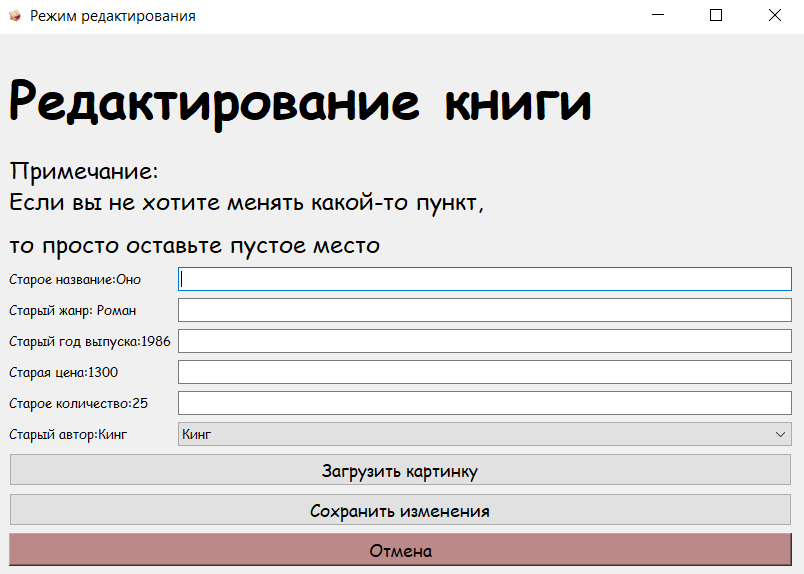 Режим редактирования
Редактирование книги
Примечание:
Если вы не хотите менять какой-то пункт,
то просто оставьте пустое место
Старое название:Оно
Старый жанр: Роман
Старый год выпуска:1986
Старая цена:1300
Старое количество:25
Старый автор:Кинг Кинг
Загрузить картинку
Сохранить изменения
Отмена